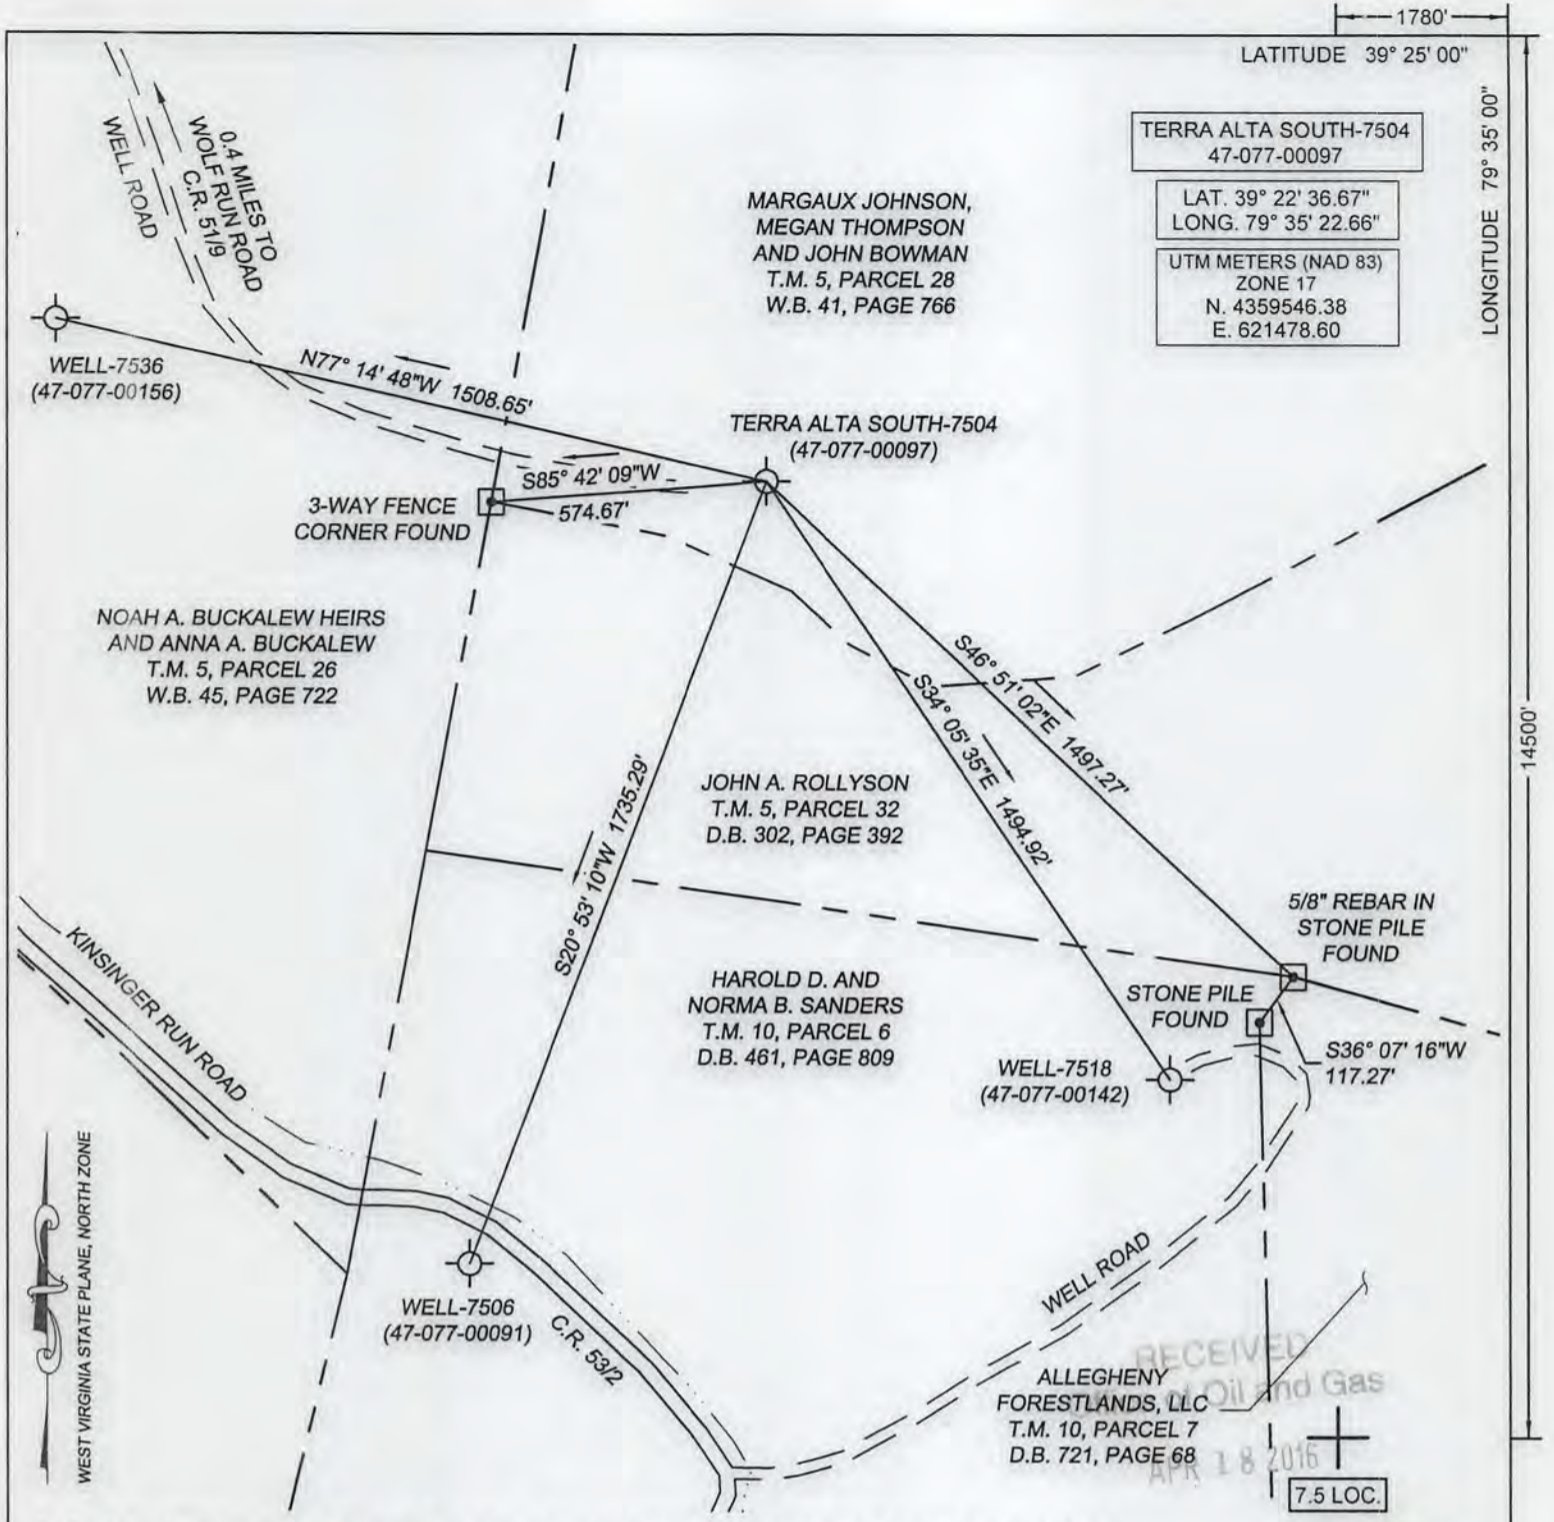 1780'
LATITUDE 39° 25' 00"
LONGITUDE 79° 35' 00"
14500'
TERRA ALTA SOUTH-7504
47-077-00097
LAT. 39° 22' 36.67"
LONG. 79° 35' 22.66"
UTM METERS (NAD 83)
ZONE 17
N. 4359546.38
E. 621478.60
0.4 MILES TO
WOLF RUN ROAD
C.R. 51/9
WELL ROAD
MARGAUX JOHNSON,
MEGAN THOMPSON
AND JOHN BOWMAN
T.M. 5, PARCEL 28
W.B. 41, PAGE 766
WELL-7536
(47-077-00156)
N77° 14' 48"W 1508.65'
TERRA ALTA SOUTH-7504
(47-077-00097)
S85° 42' 09"W
574.67'
3-WAY FENCE
CORNER FOUND
NOAH A. BUCKALEW HEIRS
AND ANNA A. BUCKALEW
T.M. 5, PARCEL 26
W.B. 45, PAGE 722
S46° 51' 02"E 1497.27'
S34° 05' 35"E 1494.92'
S20° 53' 10"W 1735.29'
JOHN A. ROLLYSON
T.M. 5, PARCEL 32
D.B. 302, PAGE 392
5/8" REBAR IN
STONE PILE
FOUND
STONE PILE
FOUND
S36° 07' 16"W
117.27'
HAROLD D. AND
NORMA B. SANDERS
T.M. 10, PARCEL 6
D.B. 461, PAGE 809
WELL-7518
(47-077-00142)
KINSINGER RUN ROAD
WEST VIRGINIA STATE PLANE, NORTH ZONE
WELL-7506
(47-077-00091)
C.R. 53/2
WELL ROAD
ALLEGHENY
FORESTLANDS, LLC
T.M. 10, PARCEL 7
D.B. 721, PAGE 68
RECEIVED
Office of Oil and Gas
APR 18 2016
7.5 LOC.